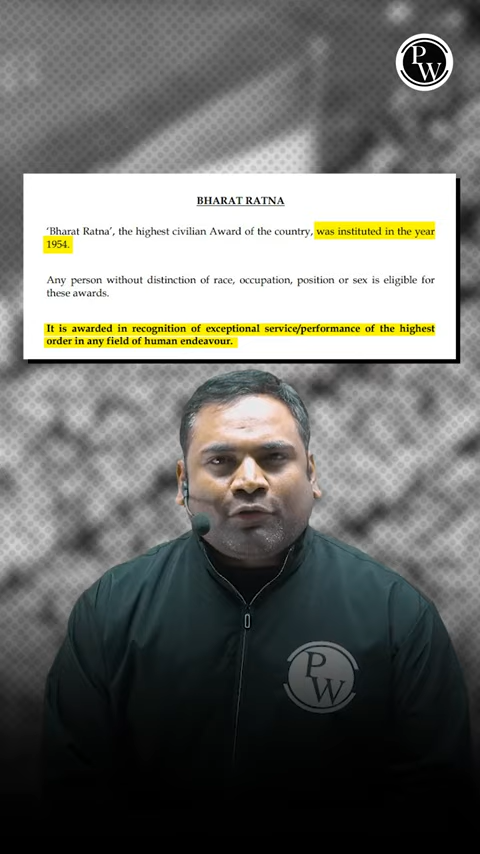 PW
BHARAT RATNA
‘Bharat Ratna’, the highest civilian Award of the country, was instituted in the year
1954.
Any person without distinction of race, occupation, position or sex is eligible for
these awards.
It is awarded in recognition of exceptional service/performance of the highest
order in any field of human endeavour.
PW